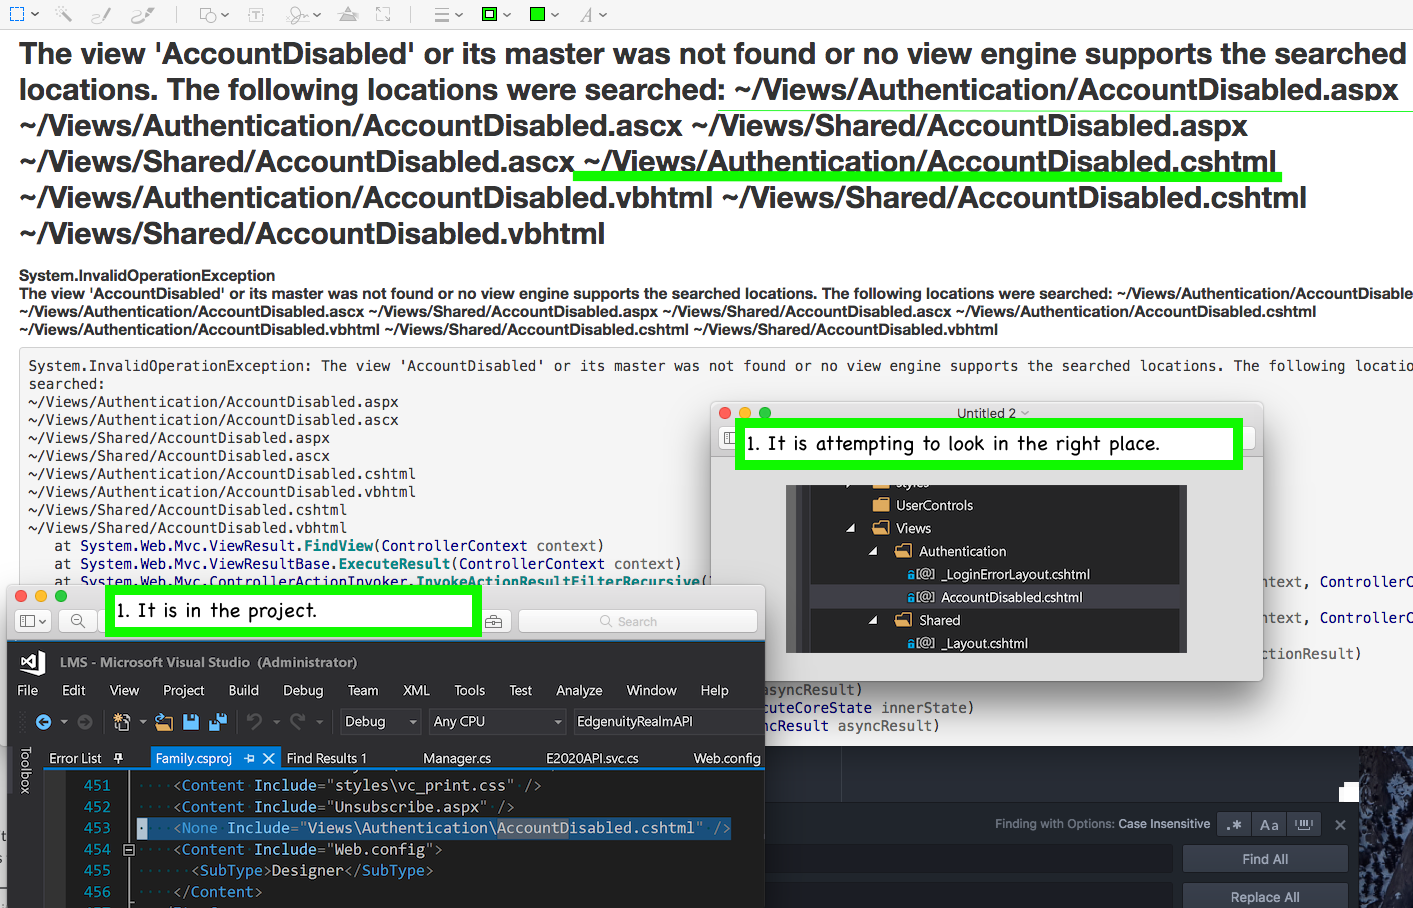 The view 'AccountDisabled' or its master was not found or no view engine supports the searched
locations. The following locations were searched: ~/Views/Authentication/AccountDisabled.aspx
~/Views/Authentication/AccountDisabled.ascx ~/Views/Shared/AccountDisabled.aspx
~/Views/Shared/AccountDisabled.ascx ~/Views/Authentication/AccountDisabled.cshtml
~/Views/Authentication/AccountDisabled.vbhtml ~/Views/Shared/AccountDisabled.cshtml
~/Views/Shared/AccountDisabled.vbhtml
System.InvalidOperationException
The view 'AccountDisabled' or its master was not found or no view engine supports the searched locations. The following locations were searched: ~/Views/Authentication/AccountDisable
~/Views/Authentication/AccountDisabled.ascx ~/Views/Shared/AccountDisabled.aspx ~/Views/Shared/AccountDisabled.ascx ~/Views/Authentication/AccountDisabled.cshtml
~/Views/Authentication/AccountDisabled.vbhtml ~/Views/Shared/AccountDisabled.cshtml ~/Views/Shared/AccountDisabled.vbhtml
System.InvalidOperationException: The view 'AccountDisabled' or its master was not found or no view engine supports the searched locations. The following locatio
searched:
~/Views/Authentication/AccountDisabled.aspx
~/Views/Authentication/AccountDisabled.ascx
~/Views/Shared/AccountDisabled.aspx
~/Views/Shared/AccountDisabled.ascx
~/Views/Authentication/AccountDisabled.cshtml
~/Views/Authentication/AccountDisabled.vbhtml
~/Views/Shared/AccountDisabled.cshtml
~/Views/Shared/AccountDisabled.vbhtml
at System.Web.Mvc.ViewResult.FindView(ControllerContext context)
at System.Web.Mvc.ViewResultBase.ExecuteResult(ControllerContext context)
at System.Web.Mvc.ControllerActionInvoker.InvokeActionResultFilterRecursive(
ntext, ControllerC
ntext, ControllerC
ctionResult)
asyncResult)
cuteCoreState innerState)
ncResult asyncResult)
Untitled 2
1. It is attempting to look in the right place.
styles
UserControls
Views
Authentication
[@] _LoginErrorLayout.cshtml
[@] AccountDisabled.cshtml
Shared
[@] _Layout.cshtml
1. It is in the project.
Search
LMS - Microsoft Visual Studio (Administrator)
File Edit View Project Build Debug Team XML Tools Test Analyze Window Help
Debug Any CPU EdgenuityRealmAPI
Toolbox
Error List Family.csproj Find Results 1 Manager.cs E2020API.svc.cs Web.config
451 <Content Include="styles\vc_print.css" />
452 <Content Include="Unsubscribe.aspx" />
453 <None Include="Views\Authentication\AccountDisabled.cshtml" />
454 <Content Include="Web.config">
455 <SubType>Designer</SubType>
456 </Content>
Finding with Options: Case Insensitive .* Aa
Find All
Replace All